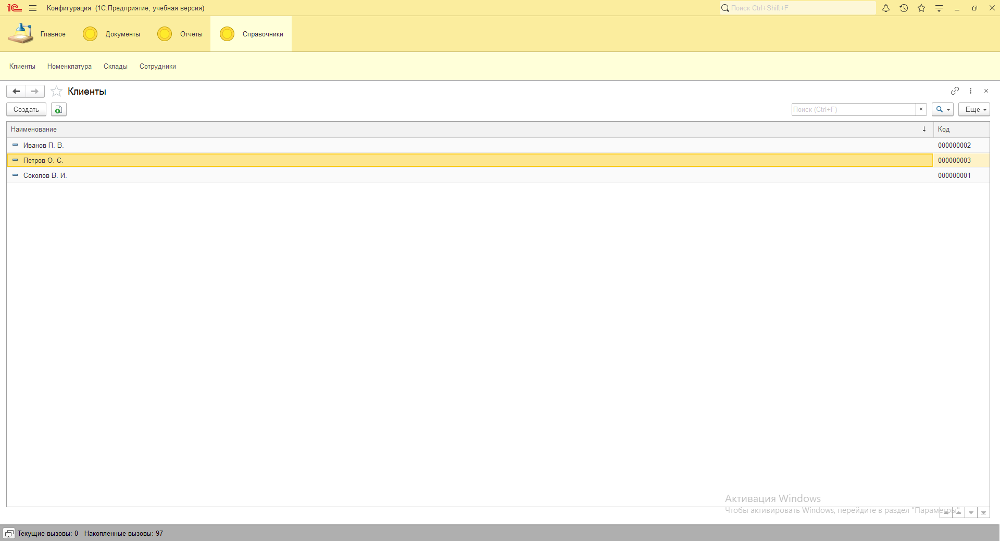 1С Конфигурация (1С:Предприятие, учебная версия) Поиск Ctrl+Shift+F
Главное Документы Отчеты Справочники
Клиенты Номенклатура Склады Сотрудники
Клиенты
Создать Поиск (Ctrl+F) × Еще
Наименование ↓ Код
Иванов П. В. 000000002
Петров О. С. 000000003
Соколов В. И. 000000001
Активация Windows
Чтобы активировать Windows, перейдите в раздел "Параметры".
Текущие вызовы: 0 Накопленные вызовы: 97